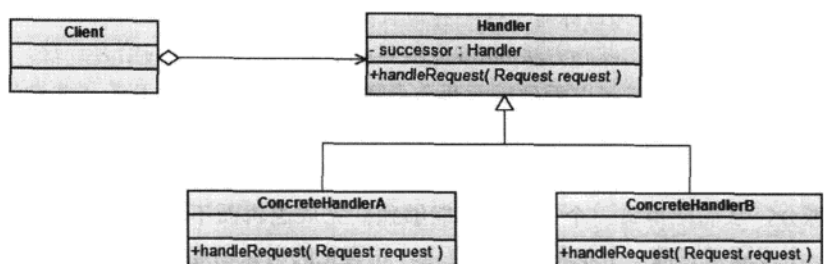 Client
Handler
- successor : Handler
+handleRequest( Request request )
ConcreteHandlerA
+handleRequest( Request request )
ConcreteHandlerB
+handleRequest( Request request )